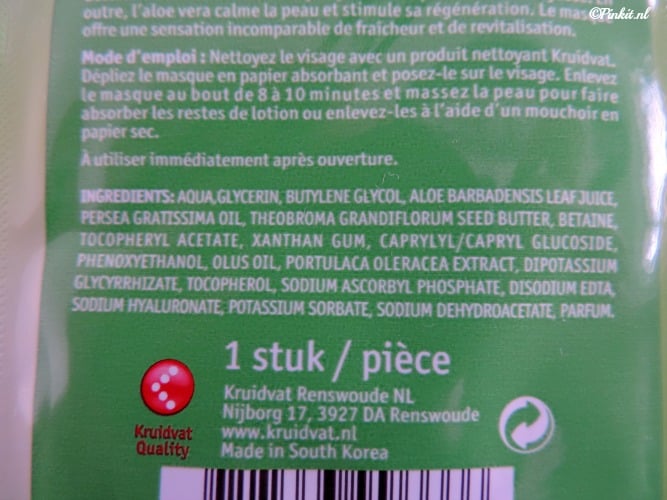 ©Pinkit.nl
outre, l'aloe vera calme la peau et stimule sa régénération. Le mas
offre une sensation incomparable de fraîcheur et de revitalisation.
Mode d'emploi : Nettoyez le visage avec un produit nettoyant Kruidvat.
Dépliez le masque en papier absorbant et posez-le sur le visage. Enlevez
le masque au bout de 8 à 10 minutes et massez la peau pour faire
absorber les restes de lotion ou enlevez-les à l'aide d'un mouchoir en
papier sec.
À utiliser immédiatement après ouverture.
INGREDIENTS: AQUA,GLYCERIN, BUTYLENE GLYCOL, ALOE BARBADENSIS LEAF JUICE,
PERSEA GRATISSIMA OIL, THEOBROMA GRANDIFLORUM SEED BUTTER, BETAINE,
TOCOPHERYL ACETATE, XANTHAN GUM, CAPRYLYL/CAPRYL GLUCOSIDE,
PHENOXYETHANOL, OLUS OIL, PORTULACA OLERACEA EXTRACT, DIPOTASSIUM
GLYCYRRHIZATE, TOCOPHEROL, SODIUM ASCORBYL PHOSPHATE, DISODIUM EDTA,
SODIUM HYALURONATE, POTASSIUM SORBATE, SODIUM DEHYDROACETATE, PARFUM.
1 stuk / pièce
Kruidvat Renswoude NL
Nijborg 17, 3927 DA Renswoude
www.kruidvat.nl
Made in South Korea
Kruidvat
Quality